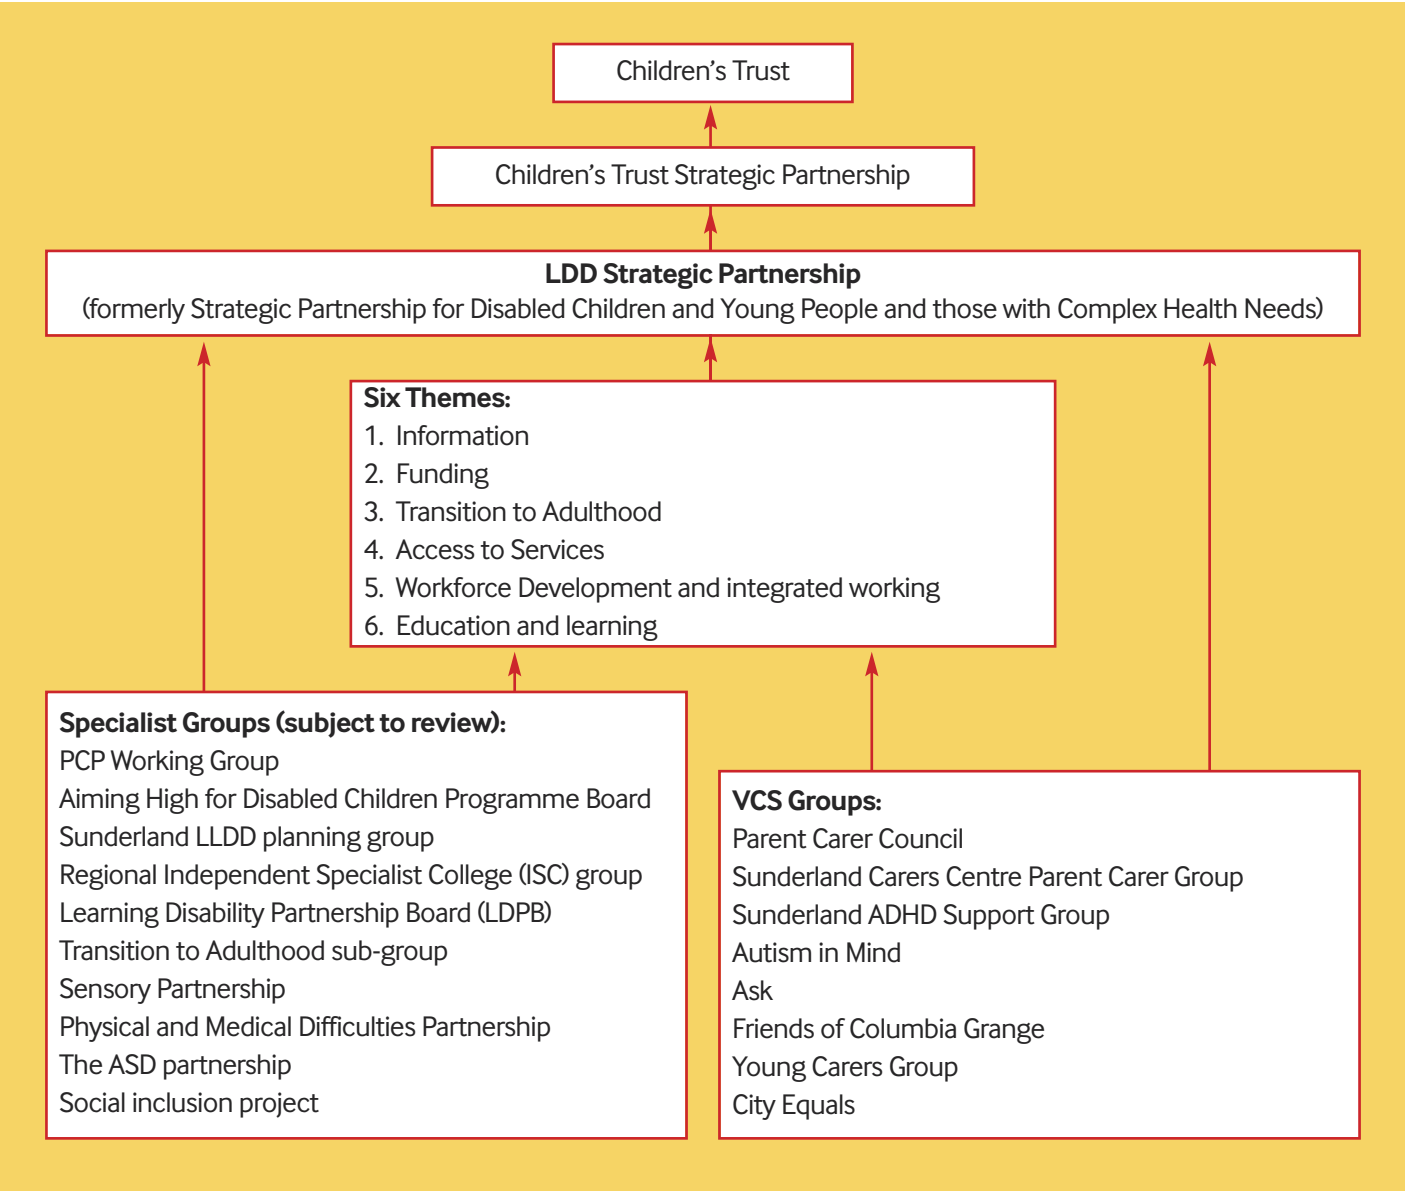 Children’s Trust
Children’s Trust Strategic Partnership
LDD Strategic Partnership
(formerly Strategic Partnership for Disabled Children and Young People and those with Complex Health Needs)
Six Themes:
1. Information
2. Funding
3. Transition to Adulthood
4. Access to Services
5. Workforce Development and integrated working
6. Education and learning
Specialist Groups (subject to review):
PCP Working Group
Aiming High for Disabled Children Programme Board
Sunderland LLDD planning group
Regional Independent Specialist College (ISC) group
Learning Disability Partnership Board (LDPB)
Transition to Adulthood sub-group
Sensory Partnership
Physical and Medical Difficulties Partnership
The ASD partnership
Social inclusion project
VCS Groups:
Parent Carer Council
Sunderland Carers Centre Parent Carer Group
Sunderland ADHD Support Group
Autism in Mind
Ask
Friends of Columbia Grange
Young Carers Group
City Equals